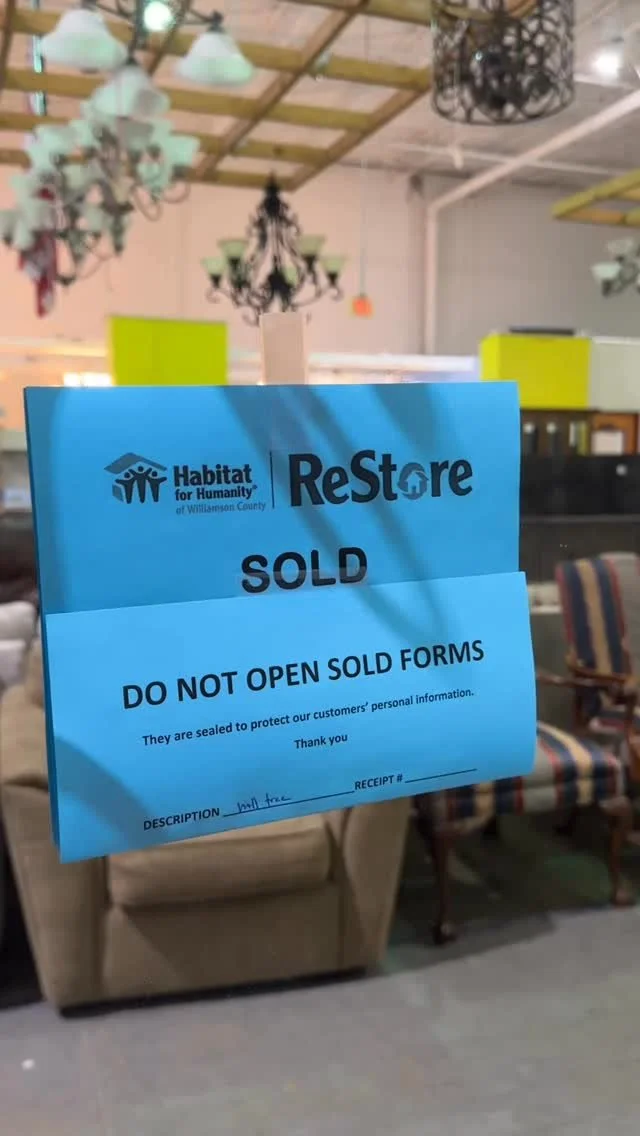 Habitat
for Humanity®
of Williamson County
ReStore
SOLD
DO NOT OPEN SOLD FORMS
They are sealed to protect our customers' personal information.
Thank you
DESCRIPTION tree RECEIPT #